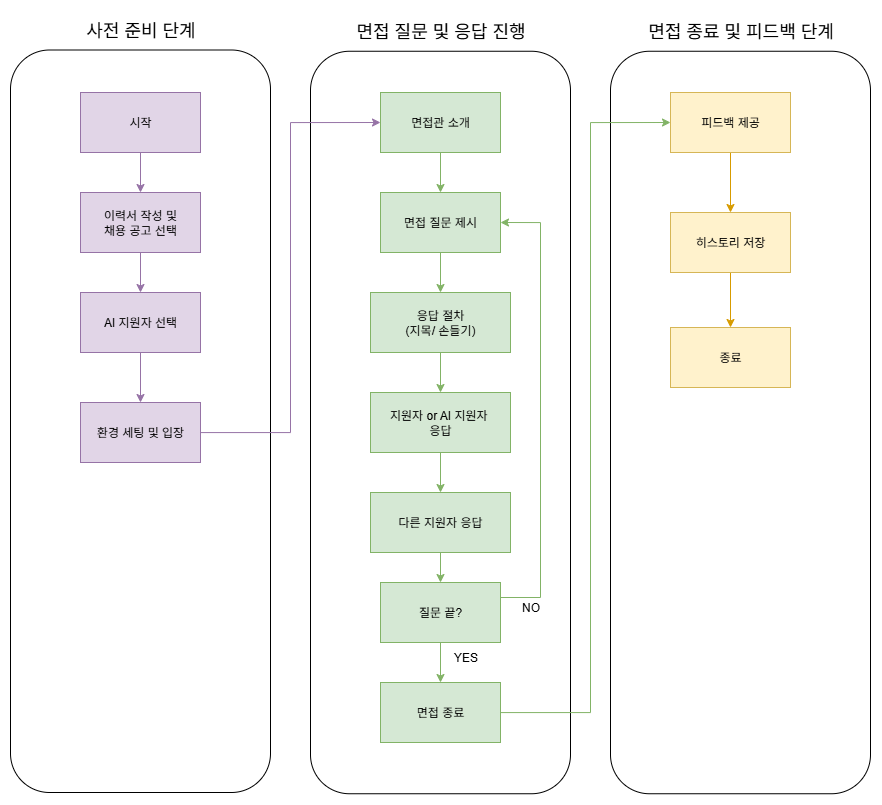 사전 준비 단계
시작
이력서 작성 및
채용 공고 선택
AI 지원자 선택
환경 세팅 및 입장
면접 질문 및 응답 진행
면접관 소개
면접 질문 제시
응답 절차
(지목/ 손들기)
지원자 or AI 지원자
응답
다른 지원자 응답
질문 끝?
NO
YES
면접 종료
면접 종료 및 피드백 단계
피드백 제공
히스토리 저장
종료